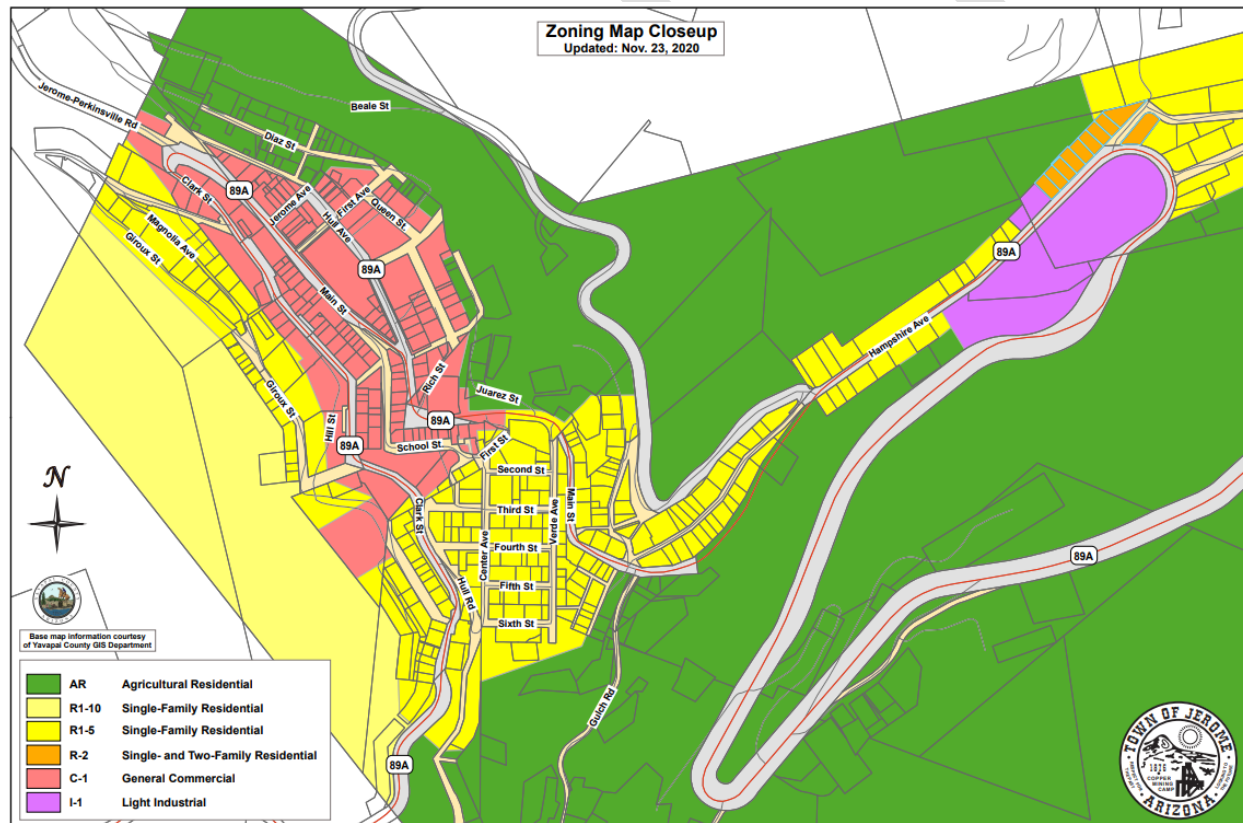 Zoning Map Closeup
Updated: Nov. 23, 2020
Jerome-Perkinsville Rd
Beale St
Diaz St
Clark St
89A
Jerome Ave
First Ave
Queen St.
Hull Ave
Magnolia Ave
Giroux St
89A
Main St
89A
Hampshire Ave
Rich St
Juarez St
Giroux St
Hill St
89A
89A
School St
First St
Second St
Clark St
Third St
Main St
Verde Ave
Center Ave
Fourth St
89A
Fifth St
Hull Rd
Sixth St
Gulch Rd
89A
N
Base map information courtesy
of Yavapai County GIS Department
AR Agricultural Residential
R1-10 Single-Family Residential
R1-5 Single-Family Residential
R-2 Single- and Two-Family Residential
C-1 General Commercial
I-1 Light Industrial
TOWN OF JEROME
COPPER
MINING
CAMP
ARIZONA